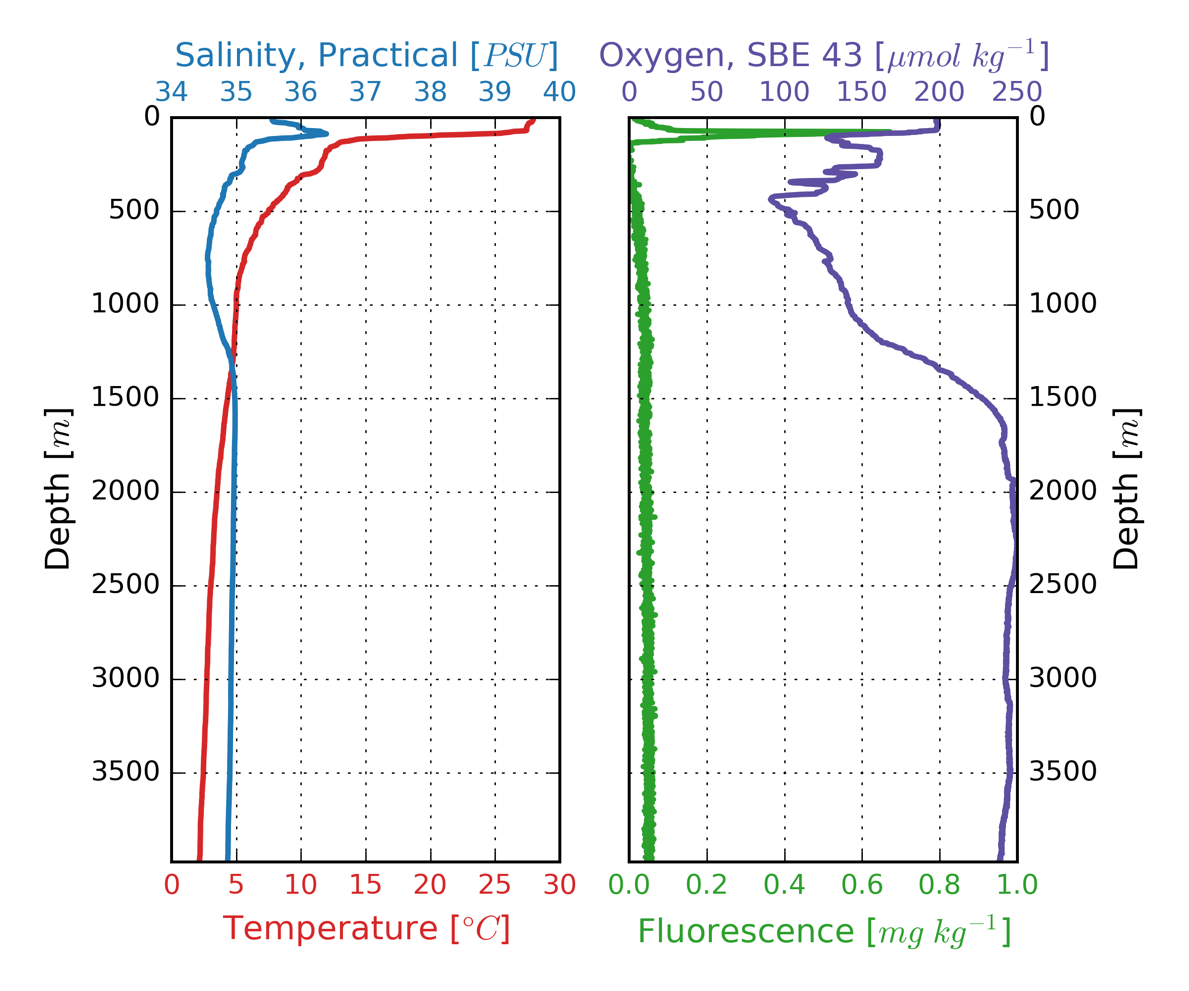 Salinity, Practical [PSU]
34 35 36 37 38 39 40
Oxygen, SBE 43 [μmol kg⁻¹]
0 50 100 150 200 250
0
500
1000
1500
2000
2500
3000
3500
Depth [m]
0
500
1000
1500
2000
2500
3000
3500
Depth [m]
0 5 10 15 20 25 30
Temperature [°C]
0.0 0.2 0.4 0.6 0.8 1.0
Fluorescence [mg kg⁻¹]